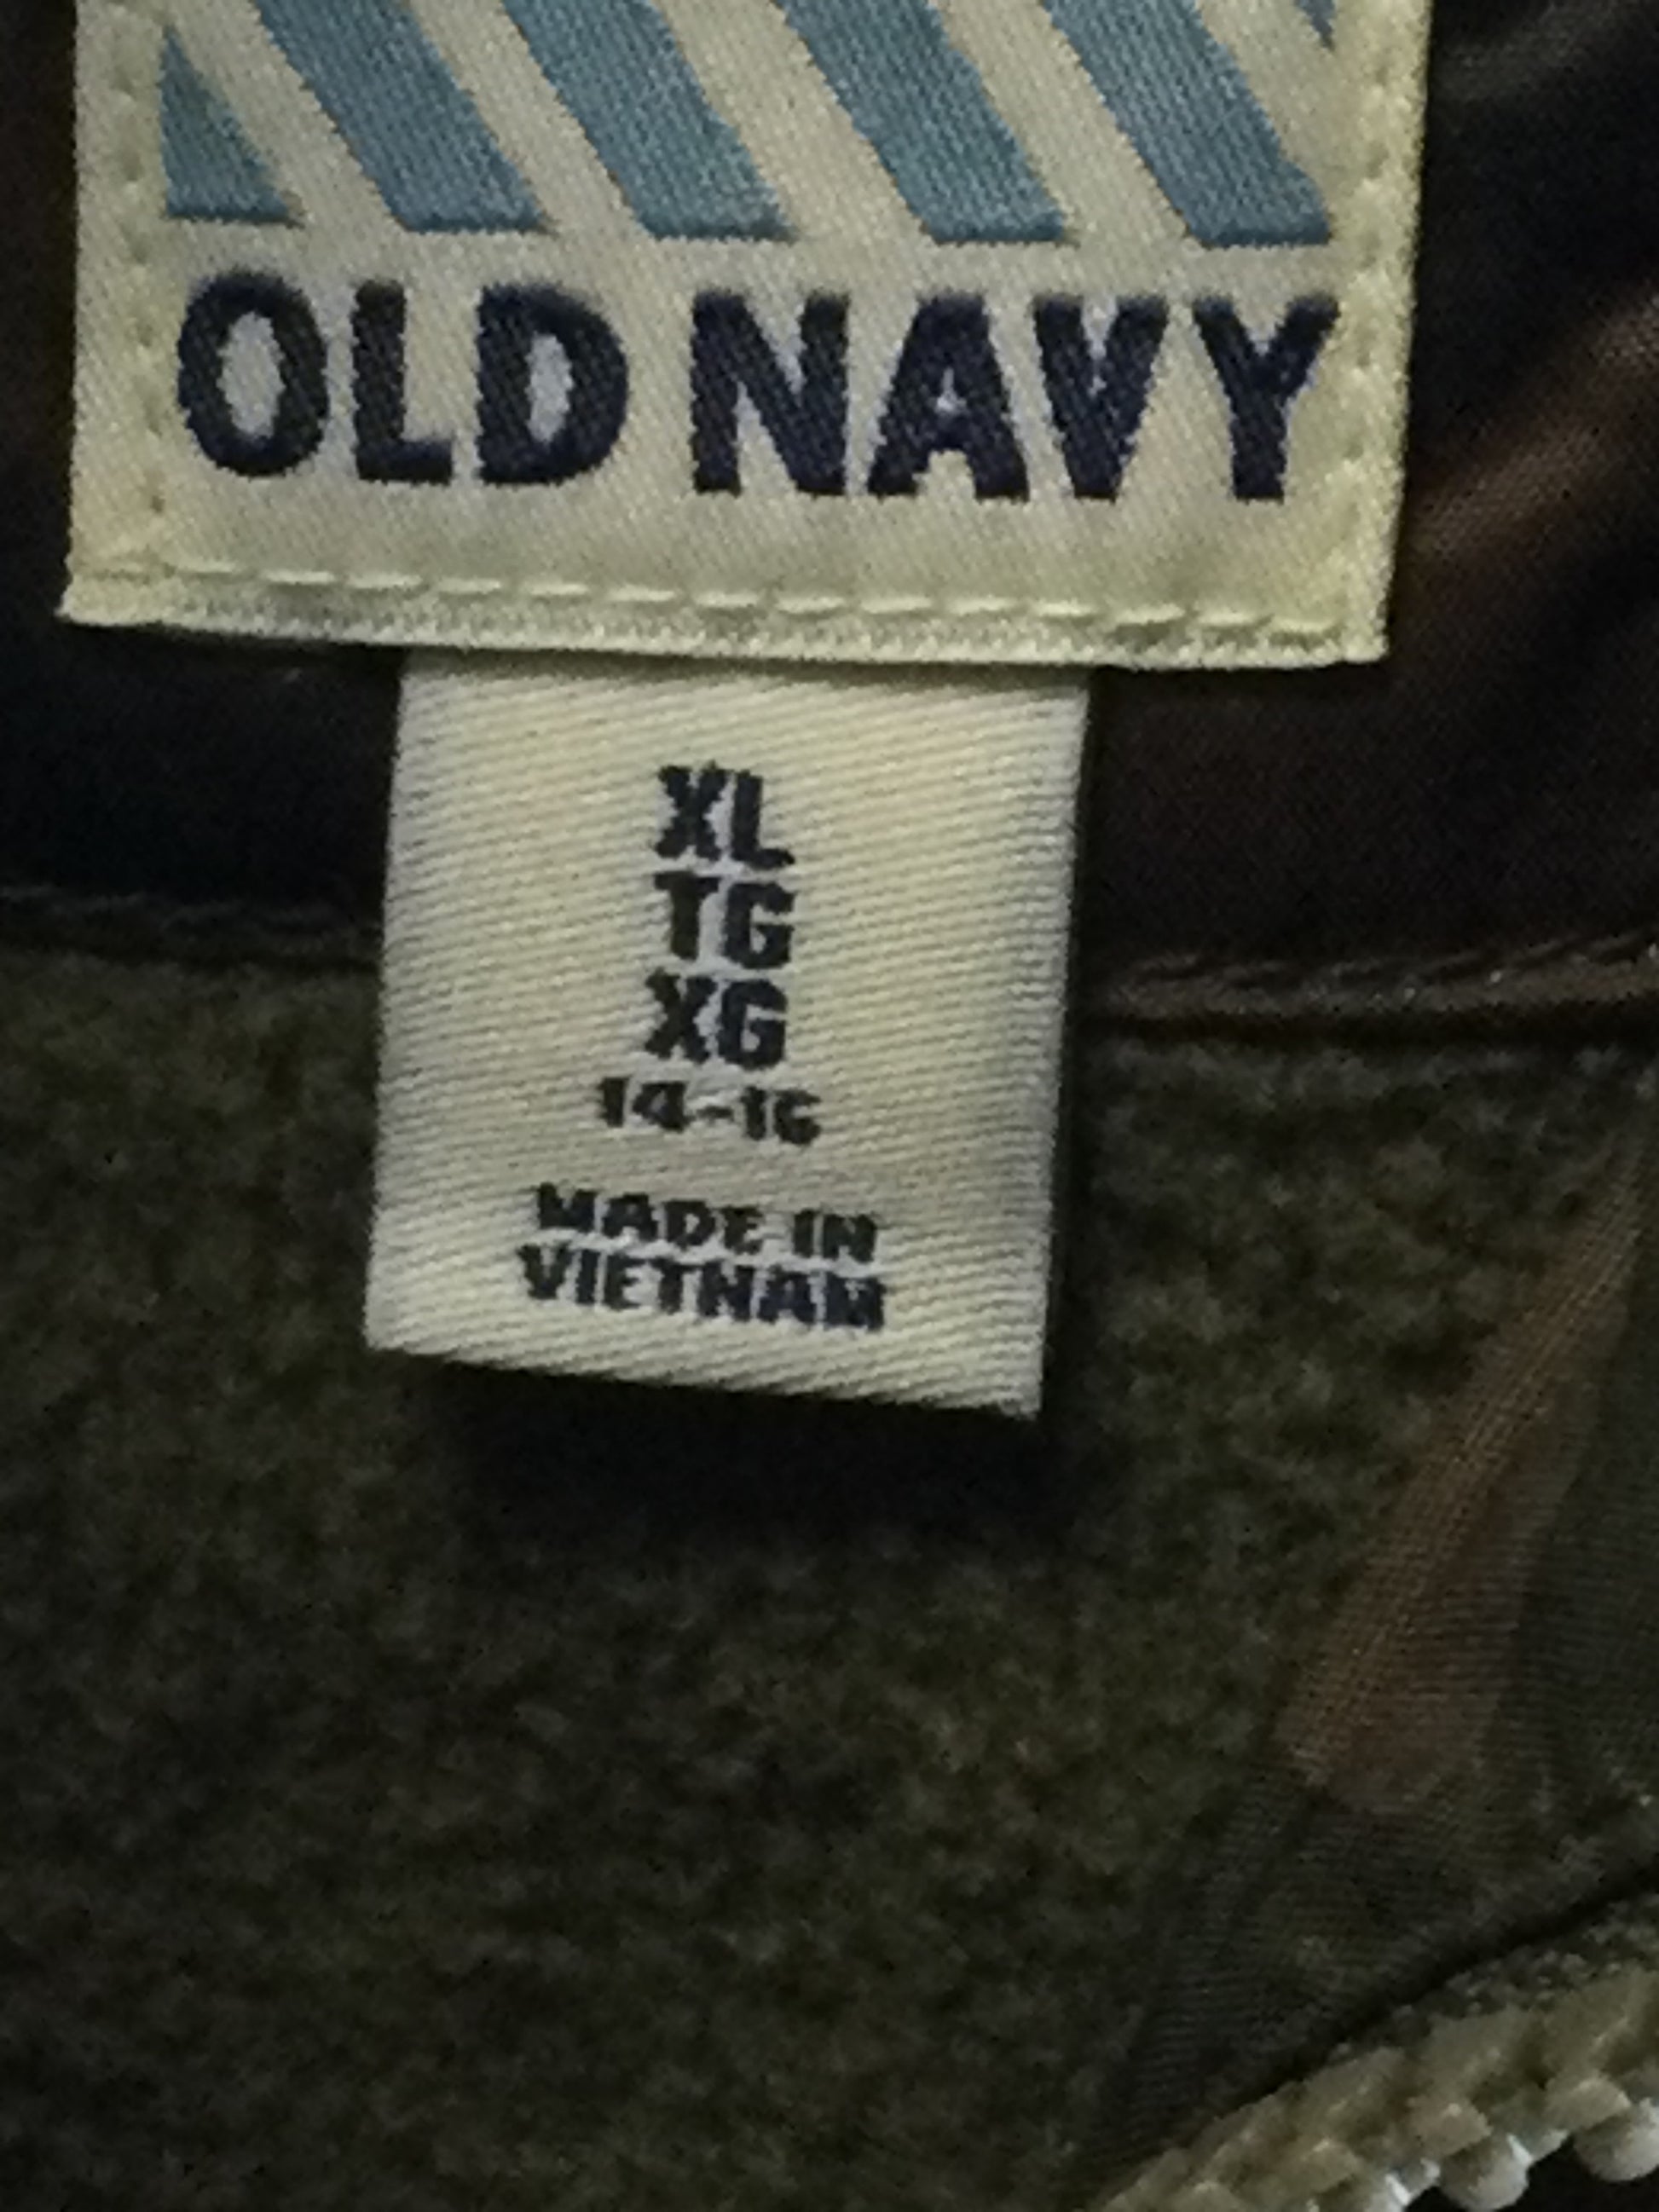 OLD NAVY
XL
TG
XG
14-16
MADE IN
VIETNAM